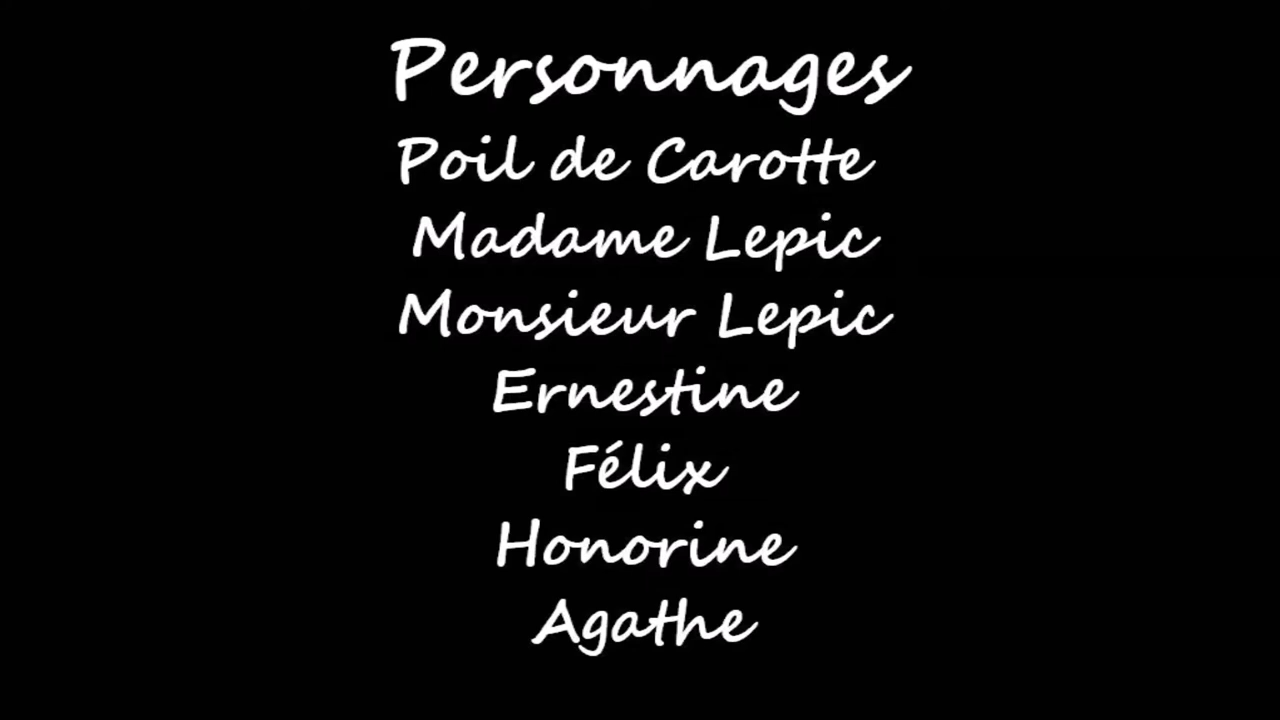 Personnages
Poil de Carotte
Madame Lepic
Monsieur Lepic
Ernestine
Félix
Honorine
Agathe